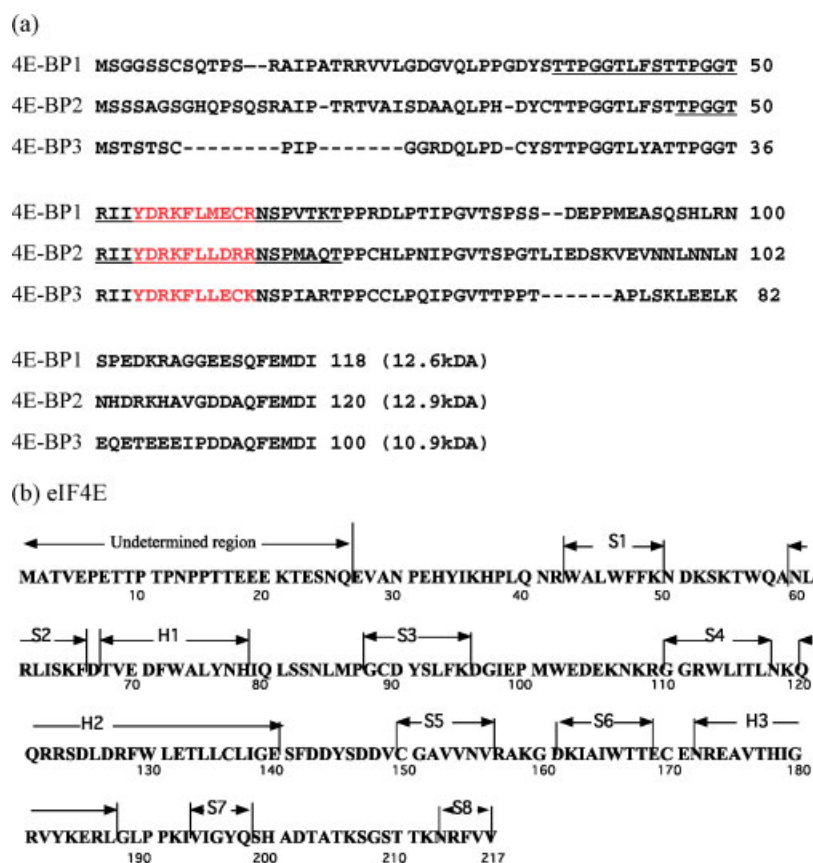 (a)
4E-BP1 MSGGSSCSQTPS--RAIPATRRVVLGDGVQLPPGDYSTTPGGTLFSTTPGGT 50
4E-BP2 MSSSAGSGHQPSQSRAIP-TRTVAISDAAQLPH-DYCTTPGGTLFSTTPGGT 50
4E-BP3 MSTSTSC--------PIP-------GGRDQLPD-CYSTTPGGTLYATTPGGT 36
4E-BP1 RIIYDRKFLMECRNSPVTKTPPRDLPTIPGVTSPSS--DEPPMEASQSHLRN 100
4E-BP2 RIIYDRKFLLDRRNSPMAQTPPCHLPNIPGVTSPGTLIEDSKVEVNNLNNLN 102
4E-BP3 RIIYDRKFLLECKNSPIARTPPCCLPQIPGVTTPPT------APLSKLEELK 82
4E-BP1 SPEDKRAGGEESQFEMDI 118 (12.6kDA)
4E-BP2 NHDRKHAVGDDAQFEMDI 120 (12.9kDA)
4E-BP3 EQETEEEIPDDAQFEMDI 100 (10.9kDA)
(b) eIF4E
Undetermined region S1
MATVEPETTP TPNPPTTEEE KTESNQEVAN PEHYIKHPLQ NRWALWFFKN DKSKTWQANL
10 20 30 40 50 60
S2 H1 S3 S4
RLISKFDTVE DFWALYNHIQ LSSNLMPGCD YSLFKDGIEP MWEDEKNKRG GRWLITLNKQ
70 80 90 100 110 120
H2 S5 S6 H3
QRRSDLDRFW LETLLCLIGE SFDDYSDDVC GAVVNVRAKG DKIAIWTTEC ENREAVTHIG
130 140 150 160 170 180
S7 S8
RVYKERLGLP PKIVIGYQSH ADTATKSGST TKNRFVV
190 200 210 217